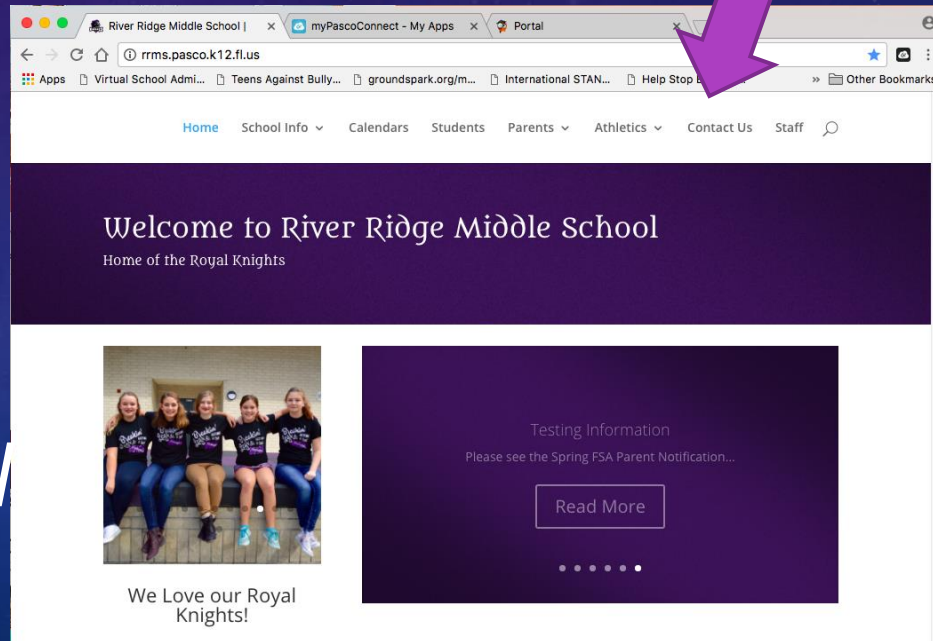 River Ridge Middle School |
myPascoConnect - My Apps
Portal
rrms.pasco.k12.fl.us
Apps Virtual School Admi... Teens Against Bully... groundspark.org/m... International STAN... Help Stop » Other Bookmarks
Home School Info Calendars Students Parents Athletics Contact Us Staff
Welcome to River Ridge Middle School
Home of the Royal Knights
Testing Information
Please see the Spring FSA Parent Notification...
Read More
We Love our Royal
Knights!